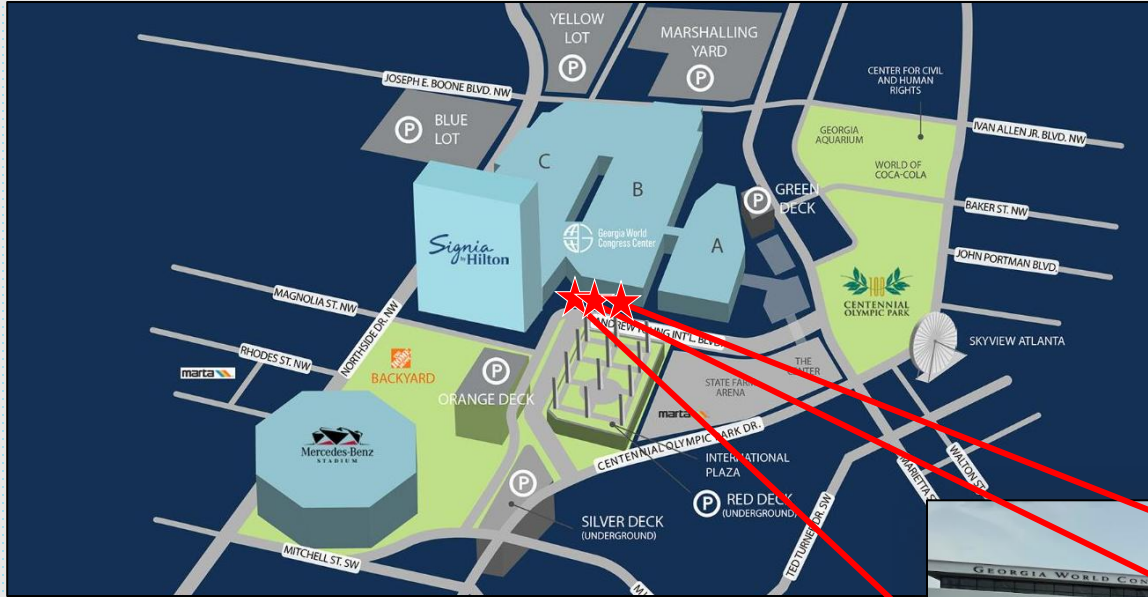 YELLOW
LOT
P
MARSHALLING
YARD
P
CENTER FOR CIVIL
AND HUMAN
RIGHTS
JOSEPH E. BOONE BLVD. NW
P
BLUE
LOT
GEORGIA
AQUARIUM
IVAN ALLEN JR. BLVD. NW
WORLD OF
COCA-COLA
C
B
A
P
GREEN
DECK
BAKER ST. NW
Signia
by Hilton
Georgia World
Congress Center
JOHN PORTMAN BLVD.
CENTENNIAL
OLYMPIC PARK
MAGNOLIA ST. NW
NORTHSIDE DR. NW
INT'L. BLVD.
SKYVIEW ATLANTA
RHODES ST. NW
marta
BACKYARD
P
ORANGE DECK
THE
CENTER
STATE FARM
ARENA
marta
Mercedes-Benz
STADIUM
CENTENNIAL OLYMPIC PARK DR.
INTERNATIONAL
PLAZA
P
RED DECK
(UNDERGROUND)
P
SILVER DECK
(UNDERGROUND)
MARIETTA
WALTON ST.
TED TURNER DR. SW
MITCHELL ST. SW
GEORGIA WORLD